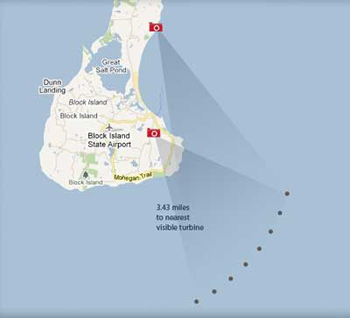 Great
Salt Pond
Dunn
Landing
Block Island
Block Island
Block Island
State Airport
Mohegan Trail
Block Island
3.43 miles
to nearest
visible turbine